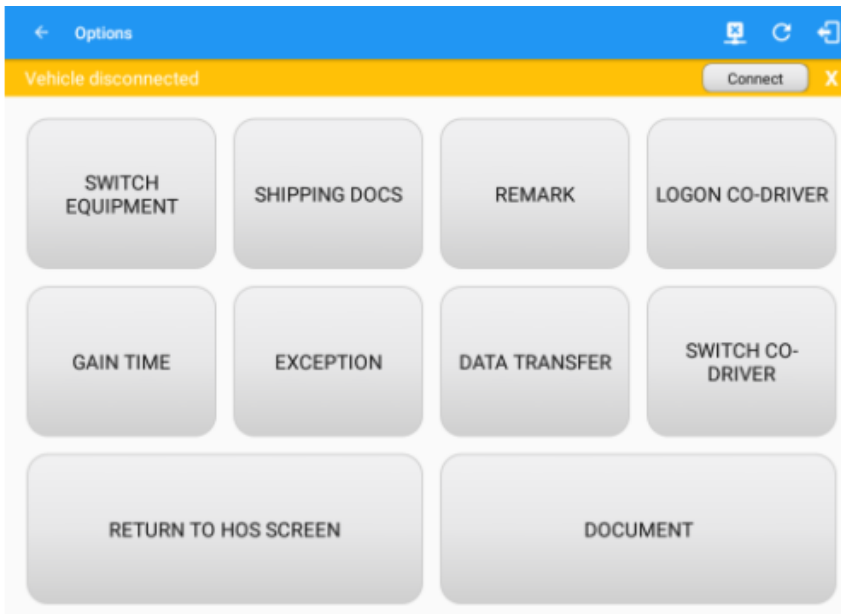 Options
Vehicle disconnected
Connect
X
SWITCH
EQUIPMENT
SHIPPING DOCS
REMARK
LOGON CO-DRIVER
GAIN TIME
EXCEPTION
DATA TRANSFER
SWITCH CO-
DRIVER
RETURN TO HOS SCREEN
DOCUMENT